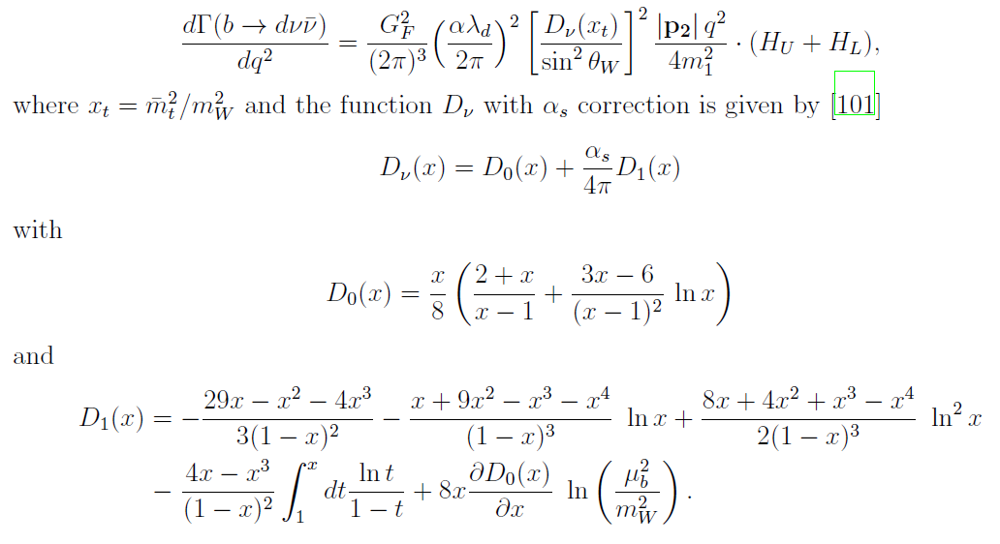 \frac{d\Gamma(b \to d\nu\bar{\nu})}{dq^2} = \frac{G_F^2}{(2\pi)^3} \left( \frac{\alpha\lambda_d}{2\pi} \right)^2 \left[ \frac{D_\nu(x_t)}{\sin^2\theta_W} \right]^2 \frac{|\mathbf{p_2}| q^2}{4m_1^2} \cdot (H_U + H_L),
where x_t = \bar{m}_t^2/m_W^2 and the function D_\nu with \alpha_s correction is given by [101]
D_\nu(x) = D_0(x) + \frac{\alpha_s}{4\pi} D_1(x)
with
D_0(x) = \frac{x}{8} \left( \frac{2+x}{x-1} + \frac{3x-6}{(x-1)^2} \ln x \right)
and
D_1(x) = -\frac{29x - x^2 - 4x^3}{3(1-x)^2} - \frac{x + 9x^2 - x^3 - x^4}{(1-x)^3} \ln x + \frac{8x + 4x^2 + x^3 - x^4}{2(1-x)^3} \ln^2 x
- \frac{4x - x^3}{(1-x)^2} \int_1^x dt \frac{\ln t}{1-t} + 8x \frac{\partial D_0(x)}{\partial x} \ln \left( \frac{\mu_b^2}{m_W^2} \right).